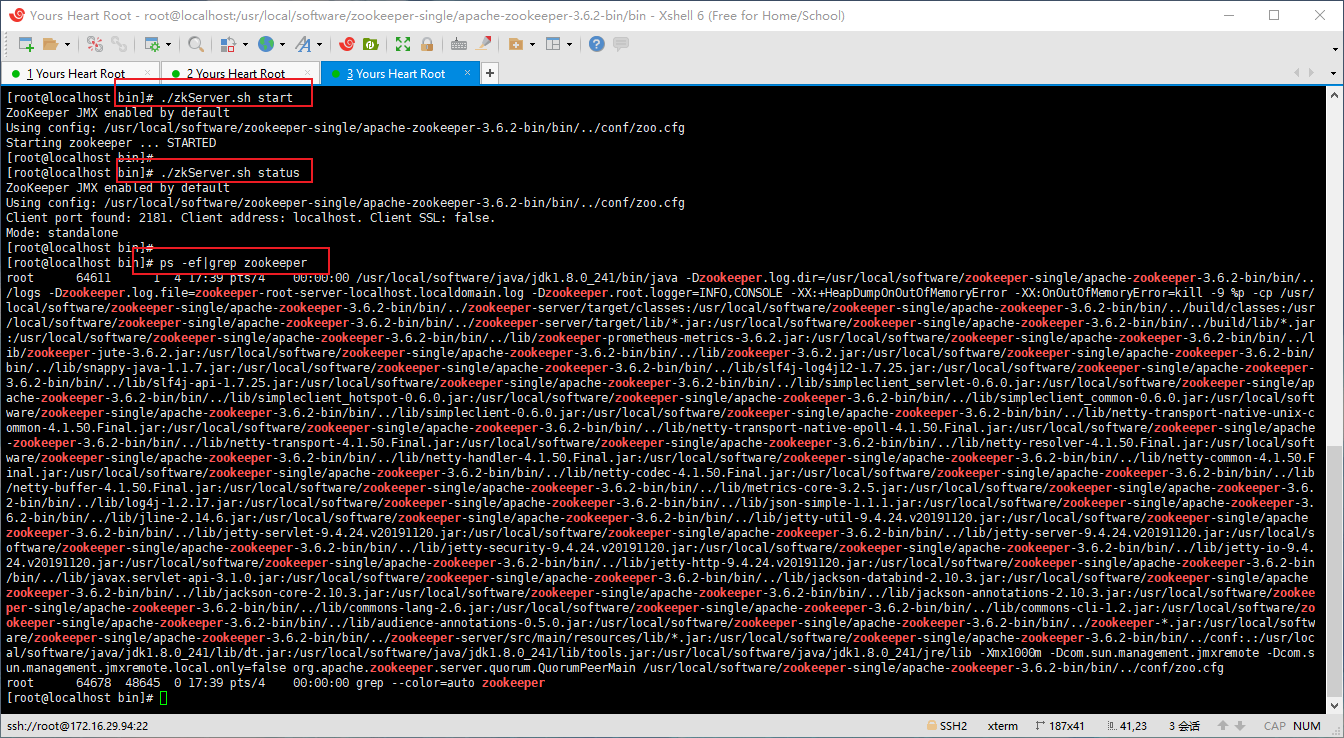 Yours Heart Root - root@localhost:/usr/local/software/zookeeper-single/apache-zookeeper-3.6.2-bin/bin - Xshell 6 (Free for Home/School)
1 Yours Heart Root 2 Yours Heart Root 3 Yours Heart Root
[root@localhost bin]# ./zkServer.sh start
ZooKeeper JMX enabled by default
Using config: /usr/local/software/zookeeper-single/apache-zookeeper-3.6.2-bin/bin/../conf/zoo.cfg
Starting zookeeper ... STARTED
[root@localhost bin]#
[root@localhost bin]# ./zkServer.sh status
ZooKeeper JMX enabled by default
Using config: /usr/local/software/zookeeper-single/apache-zookeeper-3.6.2-bin/bin/../conf/zoo.cfg
Client port found: 2181. Client address: localhost. Client SSL: false.
Mode: standalone
[root@localhost bin]#
[root@localhost bin]# ps -ef|grep zookeeper
root 64611 1 4 17:39 pts/4 00:00:00 /usr/local/software/java/jdk1.8.0_241/bin/java -Dzookeeper.log.dir=/usr/local/software/zookeeper-single/apache-zookeeper-3.6.2-bin/bin/..
/logs -Dzookeeper.log.file=zookeeper-root-server-localhost.localdomain.log -Dzookeeper.root.logger=INFO,CONSOLE -XX:+HeapDumpOnOutOfMemoryError -XX:OnOutOfMemoryError=kill -9 %p -cp /usr/
local/software/zookeeper-single/apache-zookeeper-3.6.2-bin/bin/../zookeeper-server/target/classes:/usr/local/software/zookeeper-single/apache-zookeeper-3.6.2-bin/bin/../build/classes:/usr
/local/software/zookeeper-single/apache-zookeeper-3.6.2-bin/bin/../zookeeper-server/target/lib/*.jar:/usr/local/software/zookeeper-single/apache-zookeeper-3.6.2-bin/bin/../build/lib/*.jar
:/usr/local/software/zookeeper-single/apache-zookeeper-3.6.2-bin/bin/../lib/zookeeper-prometheus-metrics-3.6.2.jar:/usr/local/software/zookeeper-single/apache-zookeeper-3.6.2-bin/bin/../l
ib/zookeeper-jute-3.6.2.jar:/usr/local/software/zookeeper-single/apache-zookeeper-3.6.2-bin/bin/../lib/zookeeper-3.6.2.jar:/usr/local/software/zookeeper-single/apache-zookeeper-3.6.2-bin/
bin/../lib/snappy-java-1.1.7.jar:/usr/local/software/zookeeper-single/apache-zookeeper-3.6.2-bin/bin/../lib/slf4j-log4j12-1.7.25.jar:/usr/local/software/zookeeper-single/apache-zookeeper-
3.6.2-bin/bin/../lib/slf4j-api-1.7.25.jar:/usr/local/software/zookeeper-single/apache-zookeeper-3.6.2-bin/bin/../lib/simpleclient_servlet-0.6.0.jar:/usr/local/software/zookeeper-single/ap
ache-zookeeper-3.6.2-bin/bin/../lib/simpleclient_hotspot-0.6.0.jar:/usr/local/software/zookeeper-single/apache-zookeeper-3.6.2-bin/bin/../lib/simpleclient_common-0.6.0.jar:/usr/local/soft
ware/zookeeper-single/apache-zookeeper-3.6.2-bin/bin/../lib/simpleclient-0.6.0.jar:/usr/local/software/zookeeper-single/apache-zookeeper-3.6.2-bin/bin/../lib/netty-transport-native-unix-c
ommon-4.1.50.Final.jar:/usr/local/software/zookeeper-single/apache-zookeeper-3.6.2-bin/bin/../lib/netty-transport-native-epoll-4.1.50.Final.jar:/usr/local/software/zookeeper-single/apache
-zookeeper-3.6.2-bin/bin/../lib/netty-transport-4.1.50.Final.jar:/usr/local/software/zookeeper-single/apache-zookeeper-3.6.2-bin/bin/../lib/netty-resolver-4.1.50.Final.jar:/usr/local/soft
ware/zookeeper-single/apache-zookeeper-3.6.2-bin/bin/../lib/netty-handler-4.1.50.Final.jar:/usr/local/software/zookeeper-single/apache-zookeeper-3.6.2-bin/bin/../lib/netty-common-4.1.50.F
inal.jar:/usr/local/software/zookeeper-single/apache-zookeeper-3.6.2-bin/bin/../lib/netty-codec-4.1.50.Final.jar:/usr/local/software/zookeeper-single/apache-zookeeper-3.6.2-bin/bin/../lib
/netty-buffer-4.1.50.Final.jar:/usr/local/software/zookeeper-single/apache-zookeeper-3.6.2-bin/bin/../lib/metrics-core-3.2.5.jar:/usr/local/software/zookeeper-single/apache-zookeeper-3.6.
2-bin/bin/../lib/log4j-1.2.17.jar:/usr/local/software/zookeeper-single/apache-zookeeper-3.6.2-bin/bin/../lib/json-simple-1.1.1.jar:/usr/local/software/zookeeper-single/apache-zookeeper-3.
6.2-bin/bin/../lib/jline-2.14.6.jar:/usr/local/software/zookeeper-single/apache-zookeeper-3.6.2-bin/bin/../lib/jetty-util-9.4.24.v20191120.jar:/usr/local/software/zookeeper-single/apache
zookeeper-3.6.2-bin/bin/../lib/jetty-servlet-9.4.24.v20191120.jar:/usr/local/software/zookeeper-single/apache-zookeeper-3.6.2-bin/bin/../lib/jetty-server-9.4.24.v20191120.jar:/usr/local/s
oftware/zookeeper-single/apache-zookeeper-3.6.2-bin/bin/../lib/jetty-security-9.4.24.v20191120.jar:/usr/local/software/zookeeper-single/apache-zookeeper-3.6.2-bin/bin/../lib/jetty-io-9.4.
24.v20191120.jar:/usr/local/software/zookeeper-single/apache-zookeeper-3.6.2-bin/bin/../lib/jetty-http-9.4.24.v20191120.jar:/usr/local/software/zookeeper-single/apache-zookeeper-3.6.2-bin
/bin/../lib/javax.servlet-api-3.1.0.jar:/usr/local/software/zookeeper-single/apache-zookeeper-3.6.2-bin/bin/../lib/jackson-databind-2.10.3.jar:/usr/local/software/zookeeper-single/apache
zookeeper-3.6.2-bin/bin/../lib/jackson-core-2.10.3.jar:/usr/local/software/zookeeper-single/apache-zookeeper-3.6.2-bin/bin/../lib/jackson-annotations-2.10.3.jar:/usr/local/software/zookee
per-single/apache-zookeeper-3.6.2-bin/bin/../lib/commons-lang-2.6.jar:/usr/local/software/zookeeper-single/apache-zookeeper-3.6.2-bin/bin/../lib/commons-cli-1.2.jar:/usr/local/software/zo
okeeper-single/apache-zookeeper-3.6.2-bin/bin/../lib/audience-annotations-0.5.0.jar:/usr/local/software/zookeeper-single/apache-zookeeper-3.6.2-bin/bin/../zookeeper-*.jar:/usr/local/softw
are/zookeeper-single/apache-zookeeper-3.6.2-bin/bin/../zookeeper-server/src/main/resources/lib/*.jar:/usr/local/software/zookeeper-single/apache-zookeeper-3.6.2-bin/bin/../conf:.:/usr/loc
al/software/java/jdk1.8.0_241/lib/dt.jar:/usr/local/software/java/jdk1.8.0_241/lib/tools.jar:/usr/local/software/java/jdk1.8.0_241/jre/lib -Xmx1000m -Dcom.sun.management.jmxremote -Dcom.s
un.management.jmxremote.local.only=false org.apache.zookeeper.server.quorum.QuorumPeerMain /usr/local/software/zookeeper-single/apache-zookeeper-3.6.2-bin/bin/../conf/zoo.cfg
root 64678 48645 0 17:39 pts/4 00:00:00 grep --color=auto zookeeper
[root@localhost bin]#
ssh://root@172.16.29.94:22 SSH2 xterm 187x41 41,23 3 会话 CAP NUM